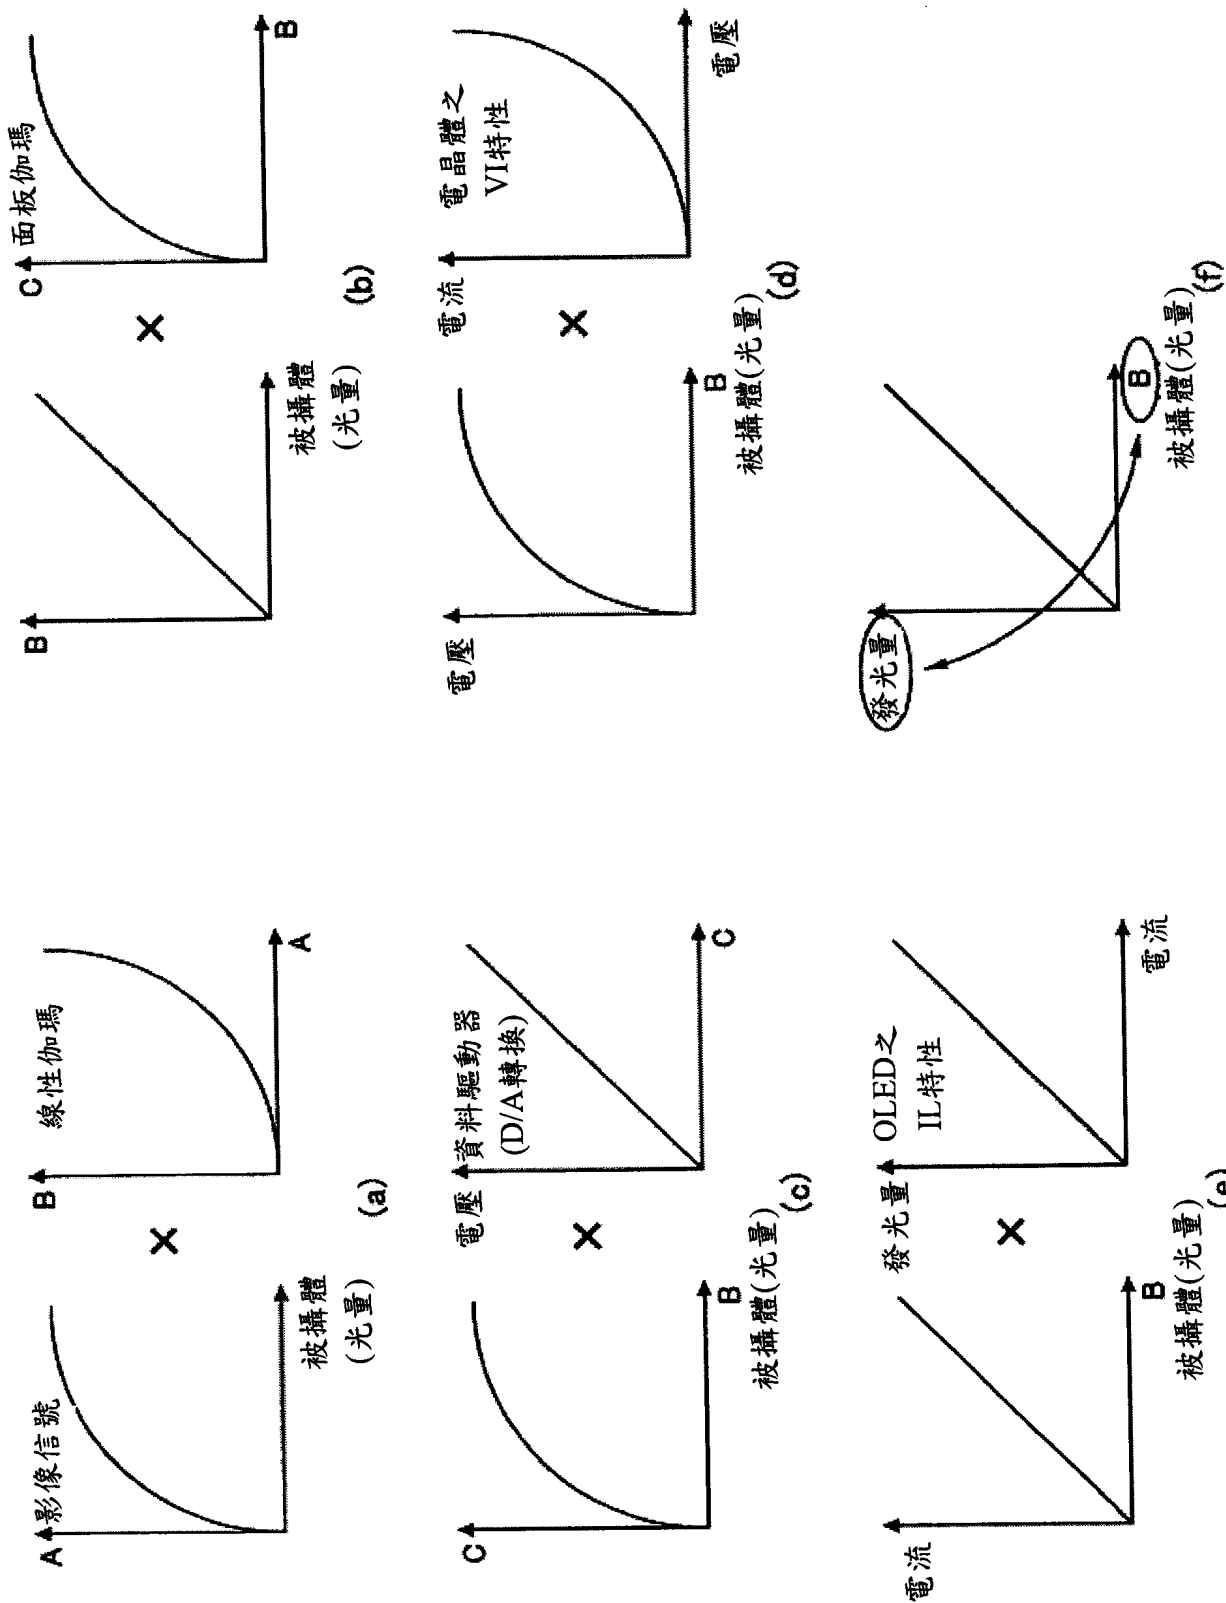 A
影像信號
被攝體
(光量)
×
B
線性伽瑪
A
(a)
B
被攝體
(光量)
×
C
面板伽瑪
B
(b)
C
B
被攝體(光量)
×
電壓
資料驅動器
(D/A轉換)
C
(c)
電壓
B
被攝體(光量)
×
電流
電晶體之
VI特性
電壓
(d)
電流
B
被攝體(光量)
×
發光量
OLED之
IL特性
電流
(e)
發光量
B
被攝體(光量)
(f)